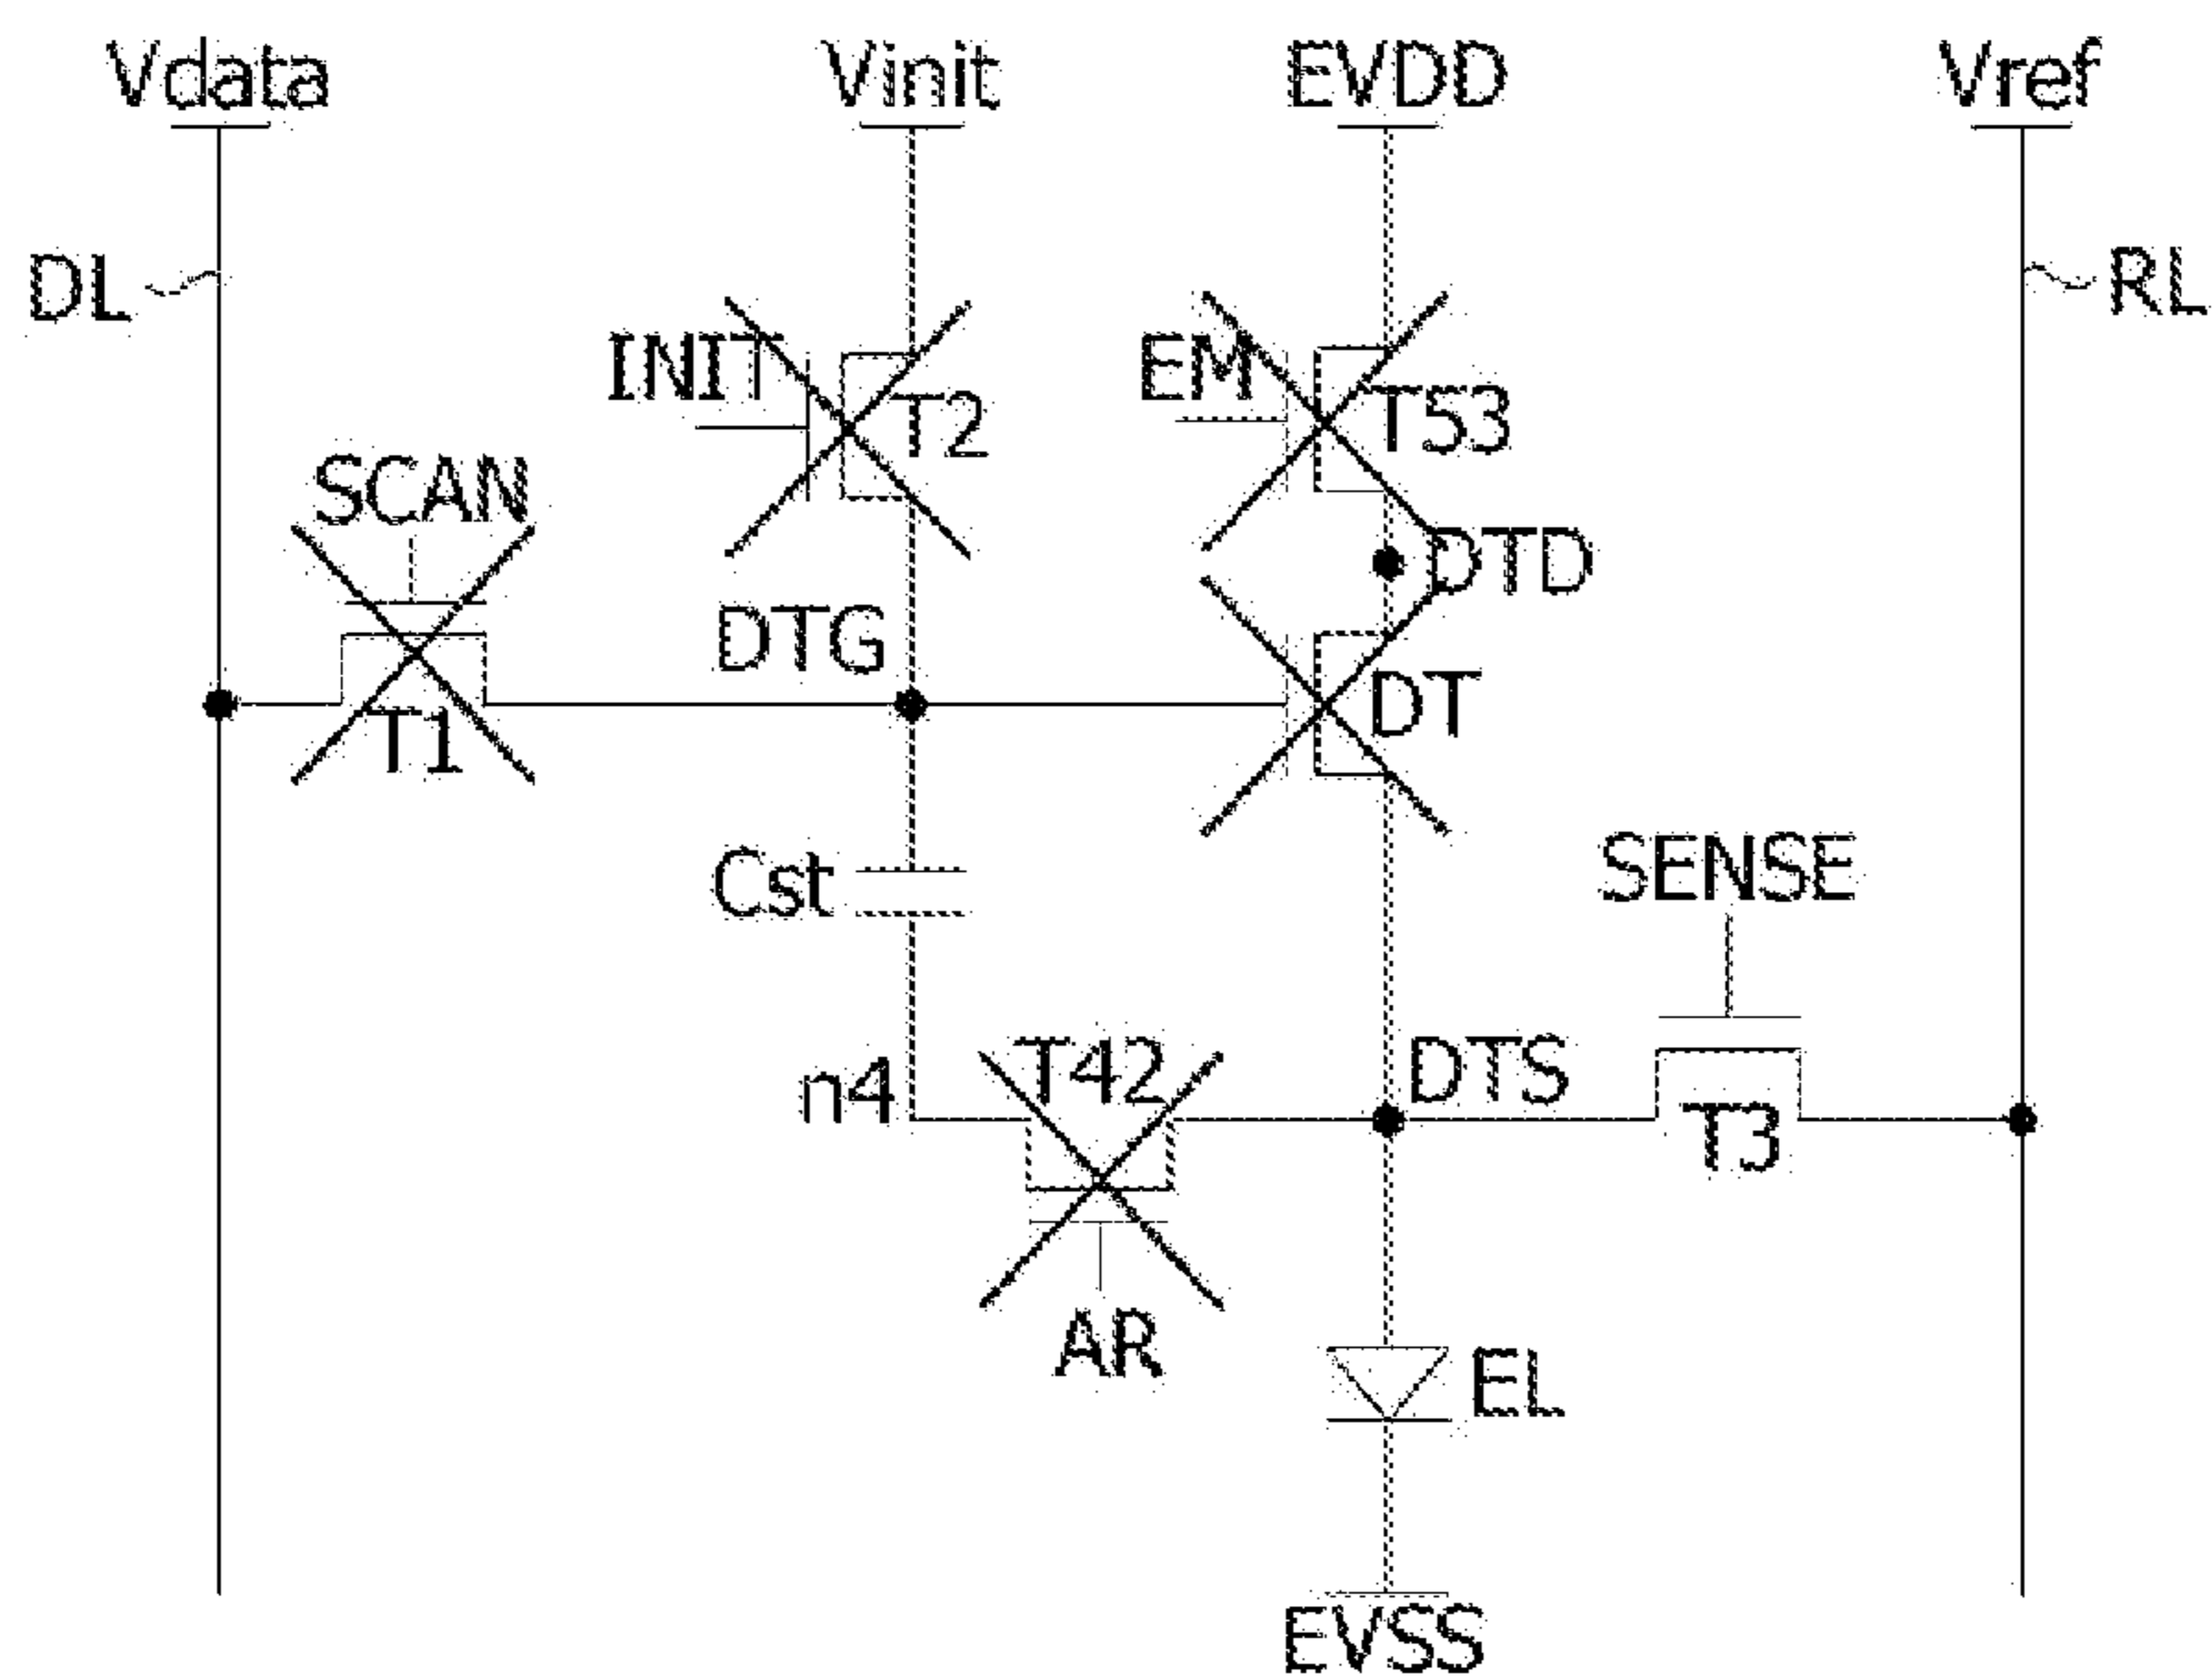 Vdata
Vinit
EVDD
Vref
DL
RL
INIT
EM
T2
T53
SCAN
DTD
DTG
DT
T1
Cst
SENSE
n4
T42
DTS
T3
AR
EL
EVSS